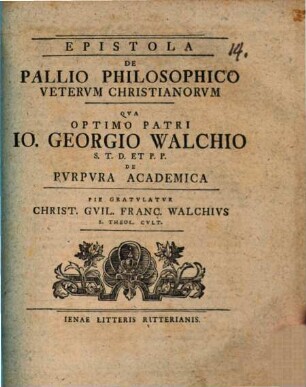 14.
EPISTOLA
DE
PALLIO PHILOSOPHICO
VETERVM CHRISTIANORVM
QVA
OPTIMO PATRI
IO. GEORGIO WALCHIO
S. T. D. ET P. P.
DE
PVRPVRA ACADEMICA
PIE GRATVLATVR
CHRIST. GVIL. FRANC. WALCHIVS
S. THEOL. CVLT.
IENAE LITTERIS RITTERIANIS.